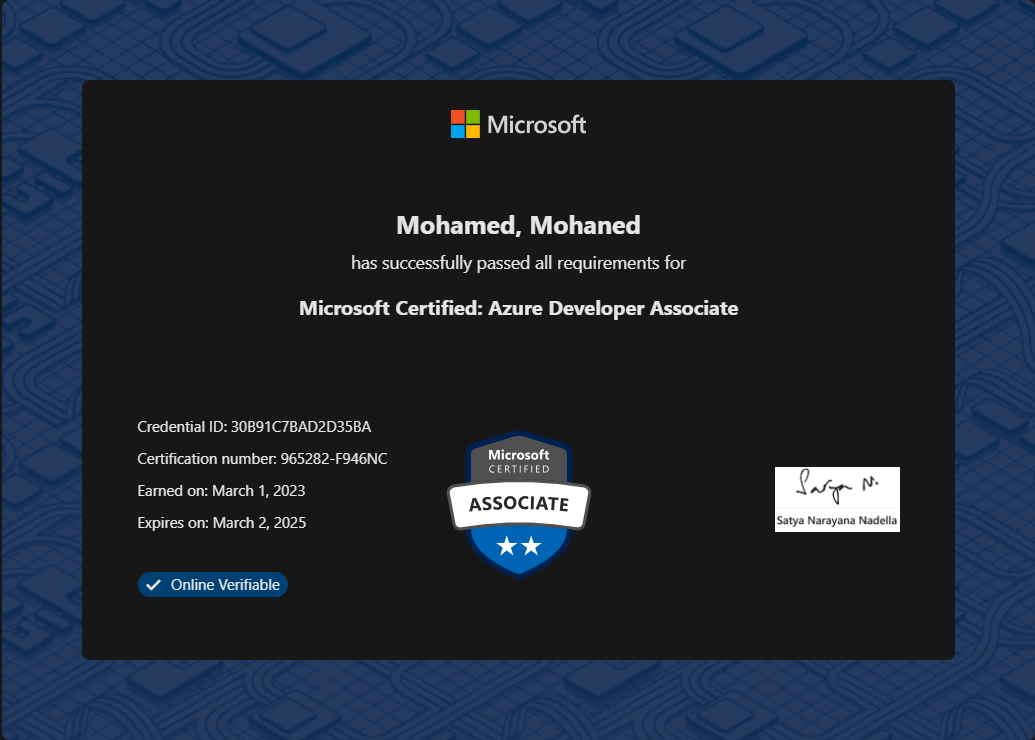 Microsoft
Mohamed, Mohaned
has successfully passed all requirements for
Microsoft Certified: Azure Developer Associate
Credential ID: 30B91C7BAD2D35BA
Certification number: 965282-F946NC
Earned on: March 1, 2023
Expires on: March 2, 2025
Online Verifiable
Microsoft
CERTIFIED
ASSOCIATE
Satya N.
Satya Narayana Nadella